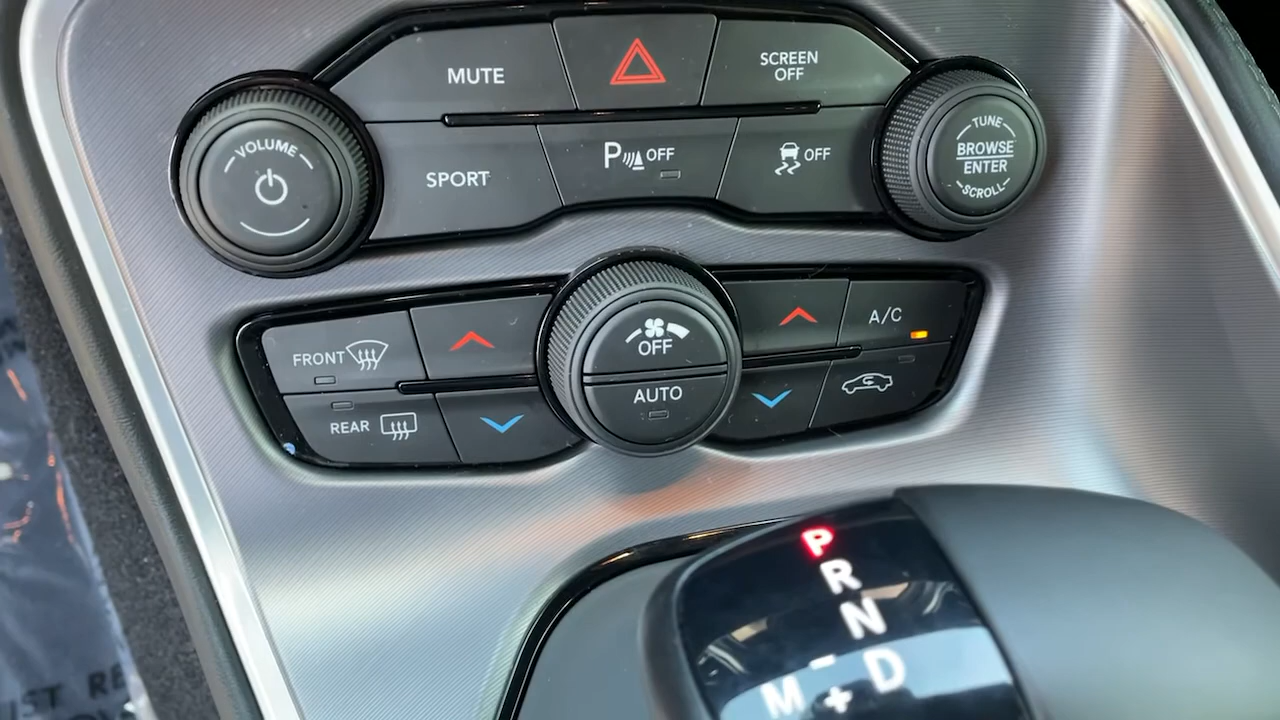 MUTE
SCREEN
OFF
VOLUME
SPORT
P OFF
OFF
TUNE
BROWSE
ENTER
SCROLL
FRONT
REAR
OFF
AUTO
A/C
P
R
N
D
M
-
+